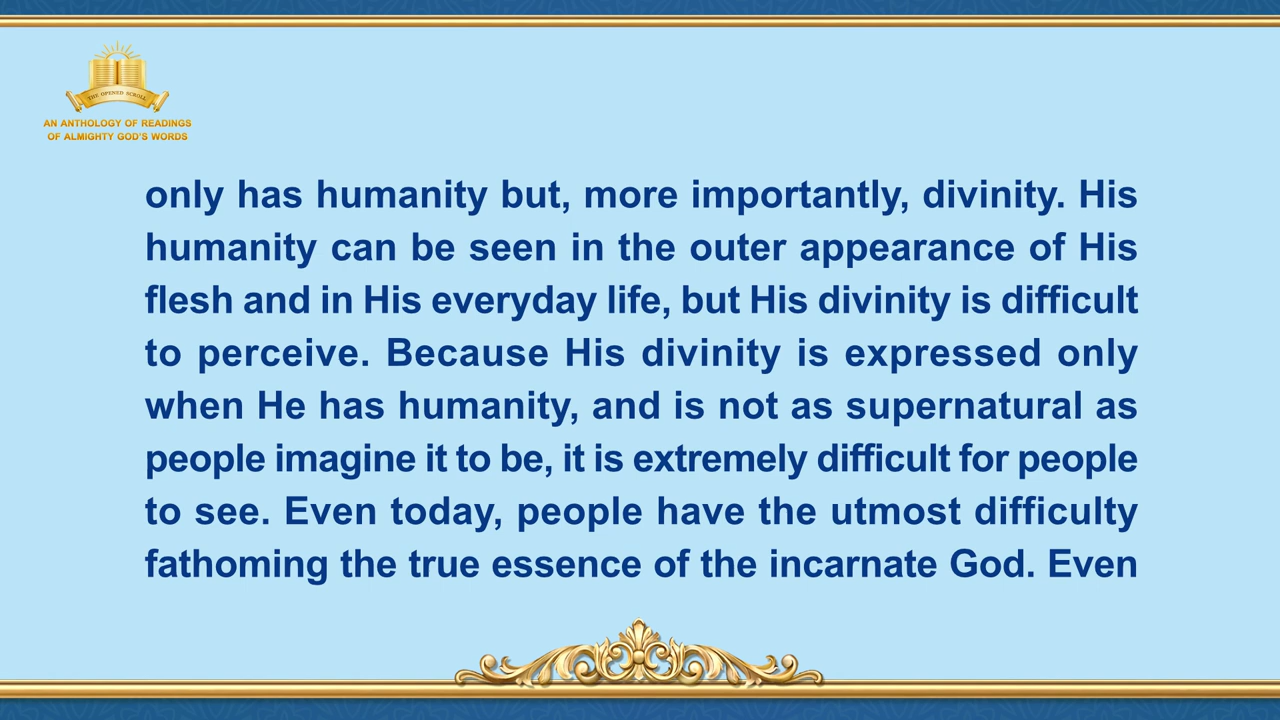 THE OPENED SCROLL
AN ANTHOLOGY OF READINGS
OF ALMIGHTY GOD'S WORDS
only has humanity but, more importantly, divinity. His
humanity can be seen in the outer appearance of His
flesh and in His everyday life, but His divinity is difficult
to perceive. Because His divinity is expressed only
when He has humanity, and is not as supernatural as
people imagine it to be, it is extremely difficult for people
to see. Even today, people have the utmost difficulty
fathoming the true essence of the incarnate God. Even